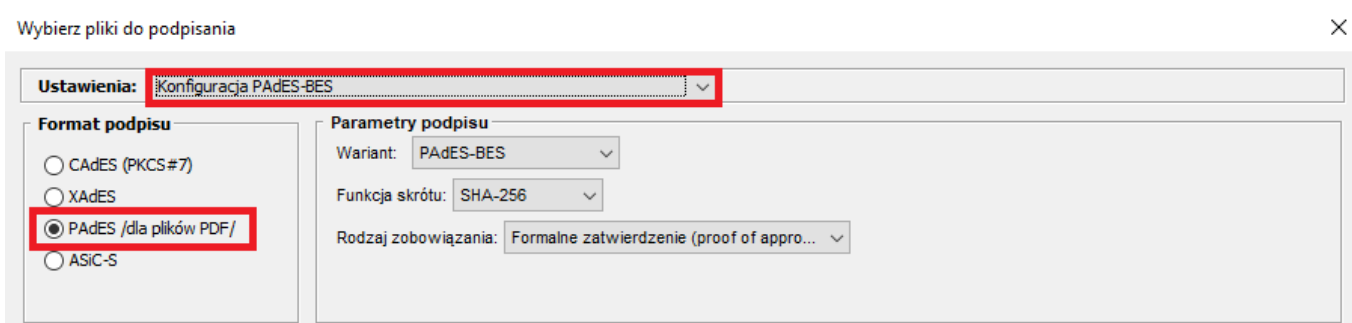 Wybierz pliki do podpisania
Ustawienia: Konfiguracja PAdES-BES
Format podpisu
CAdES (PKCS#7)
XAdES
PAdES /dla plików PDF/
ASiC-S
Parametry podpisu
Wariant: PAdES-BES
Funkcja skrótu: SHA-256
Rodzaj zobowiązania: Formalne zatwierdzenie (proof of appro...